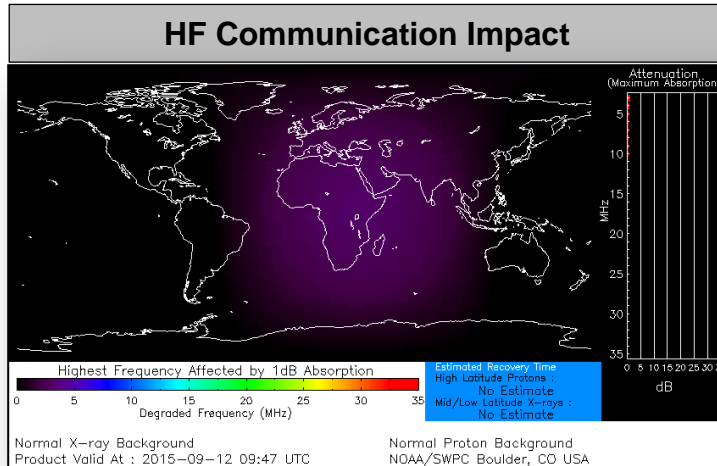 HF Communication Impact
Attenuation
(Maximum Absorption
5
10
15
20
25
30
35
MHz
0 5 10 15 20 25 30 3
dB
Highest Frequency Affected by 1dB Absorption
0 5 10 15 20 25 30 35
Degraded Frequency (MHz)
Estimated Recovery Time
High Latitude Protons :
No Estimate
Mid/Low Latitude X-rays :
No Estimate
Normal X-ray Background
Normal Proton Background
Product Valid At : 2015-09-12 09:47 UTC
NOAA/SWPC Boulder, CO USA